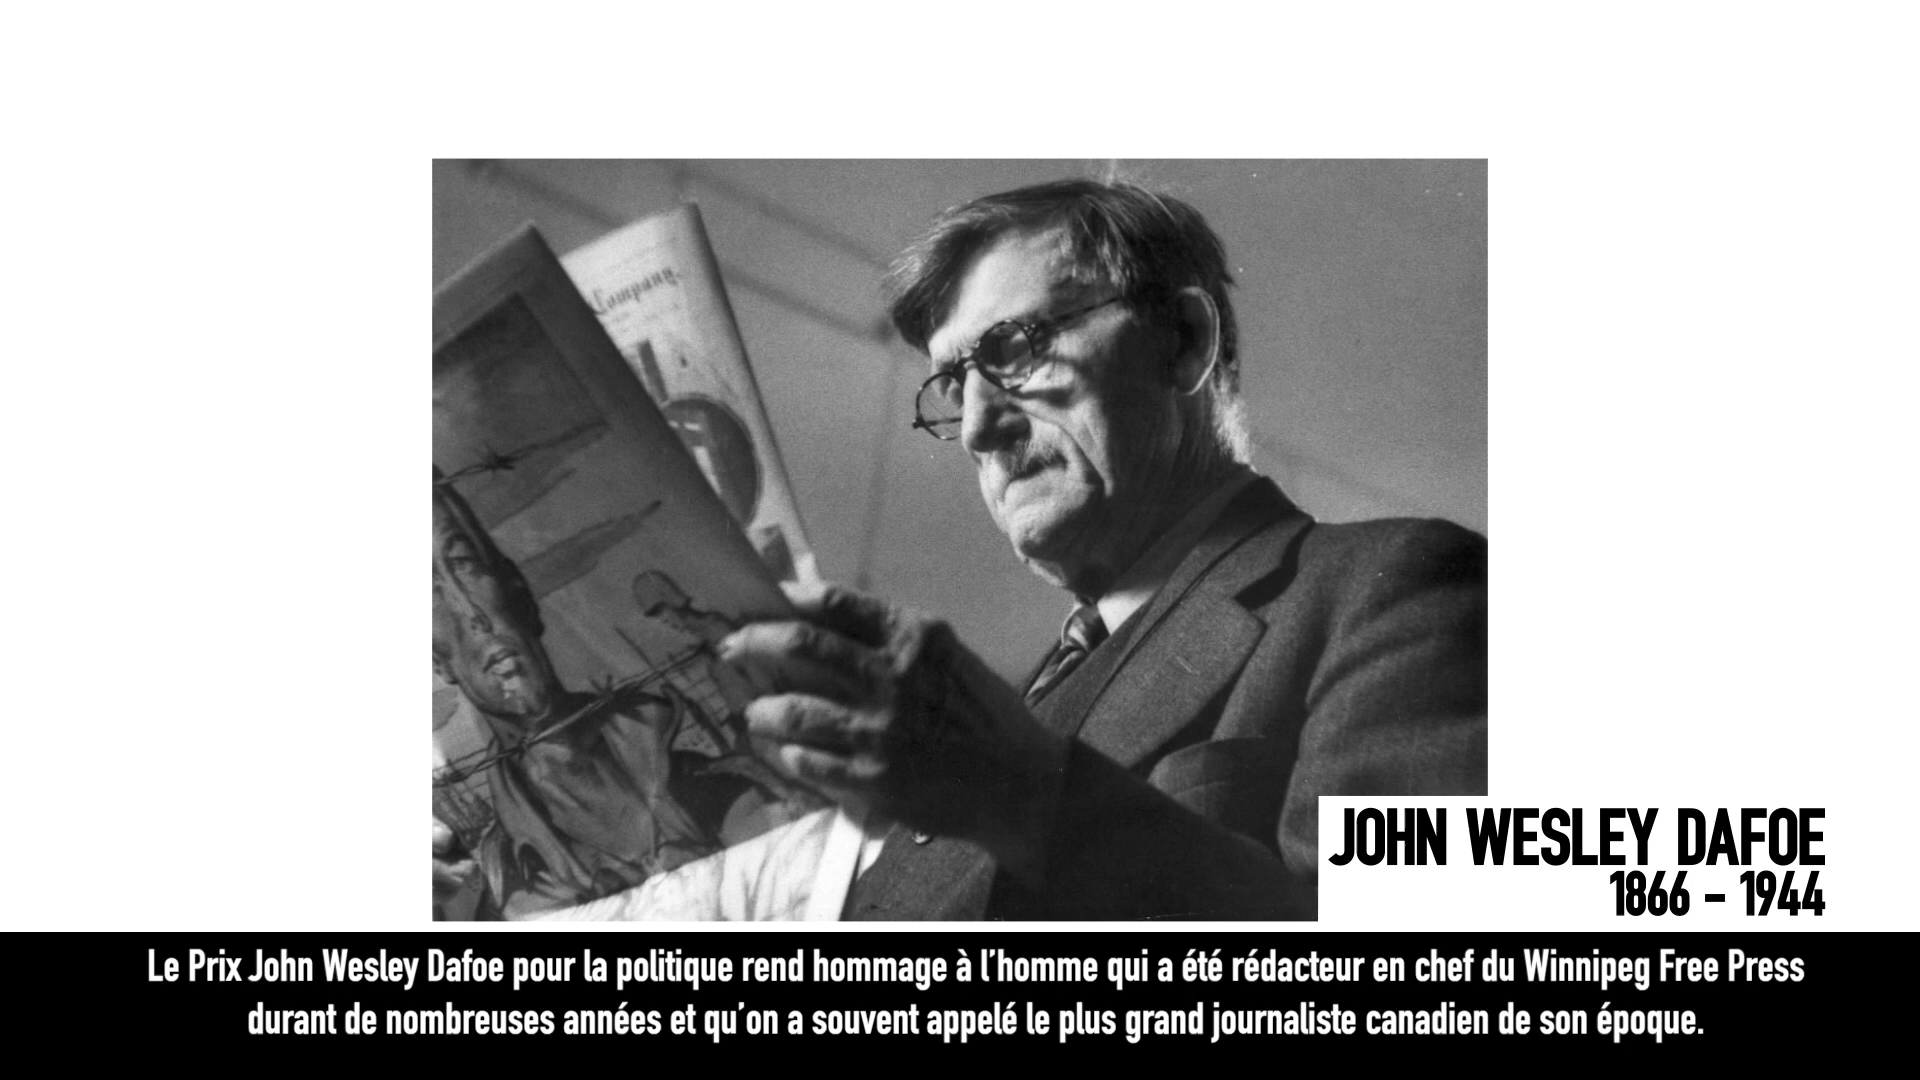 Company.
JOHN WESLEY DAFOE
1866 – 1944
Le Prix John Wesley Dafoe pour la politique rend hommage à l’homme qui a été rédacteur en chef du Winnipeg Free Press
durant de nombreuses années et qu’on a souvent appelé le plus grand journaliste canadien de son époque.